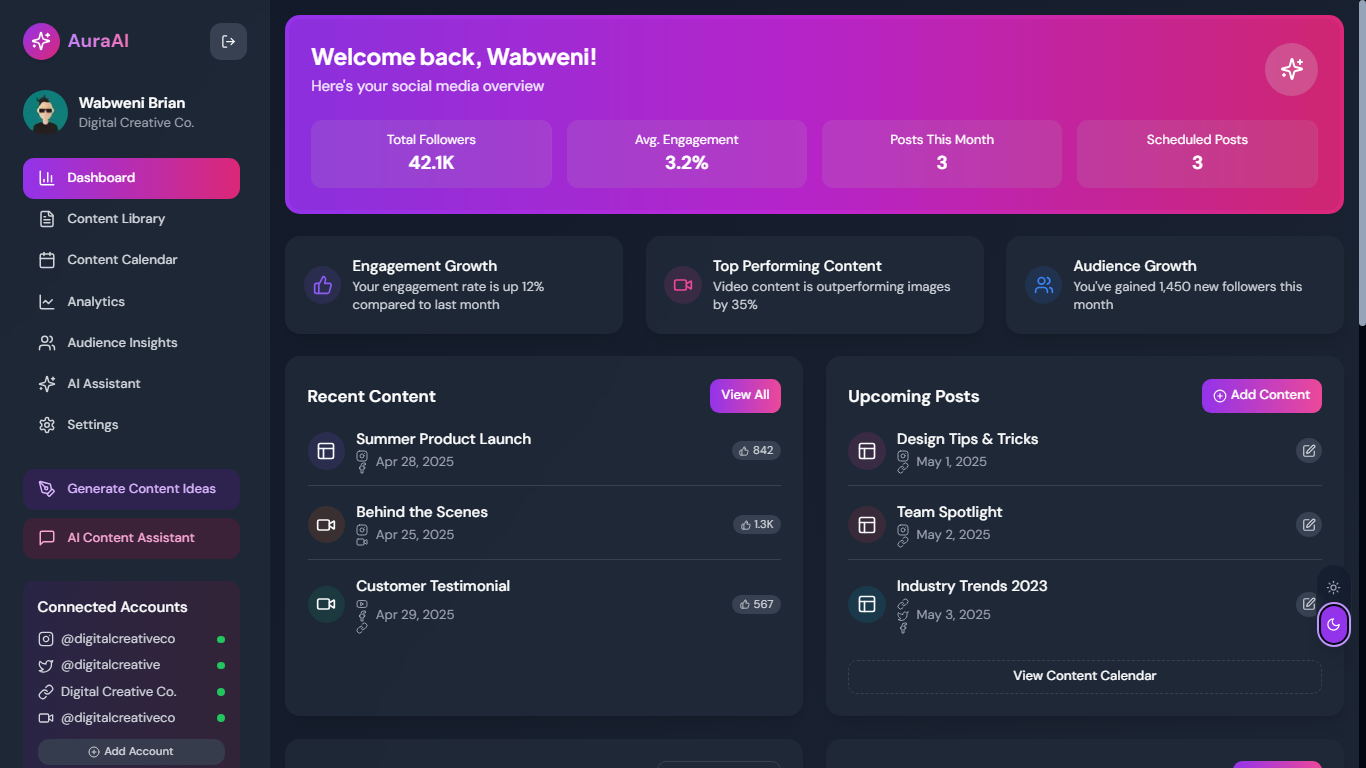 AuraAI
Wabweni Brian
Digital Creative Co.
Dashboard
Content Library
Content Calendar
Analytics
Audience Insights
AI Assistant
Settings
Generate Content Ideas
AI Content Assistant
Connected Accounts
@digitalcreativeco
@digitalcreative
Digital Creative Co.
@digitalcreativeco
Add Account
Welcome back, Wabweni!
Here's your social media overview
Total Followers
42.1K
Avg. Engagement
3.2%
Posts This Month
3
Scheduled Posts
3
Engagement Growth
Your engagement rate is up 12%
compared to last month
Top Performing Content
Video content is outperforming images
by 35%
Audience Growth
You've gained 1,450 new followers this
month
Recent Content
View All
Summer Product Launch
Apr 28, 2025
842
Behind the Scenes
Apr 25, 2025
1.3K
Customer Testimonial
Apr 29, 2025
567
Upcoming Posts
Add Content
Design Tips & Tricks
May 1, 2025
Team Spotlight
May 2, 2025
Industry Trends 2023
May 3, 2025
View Content Calendar